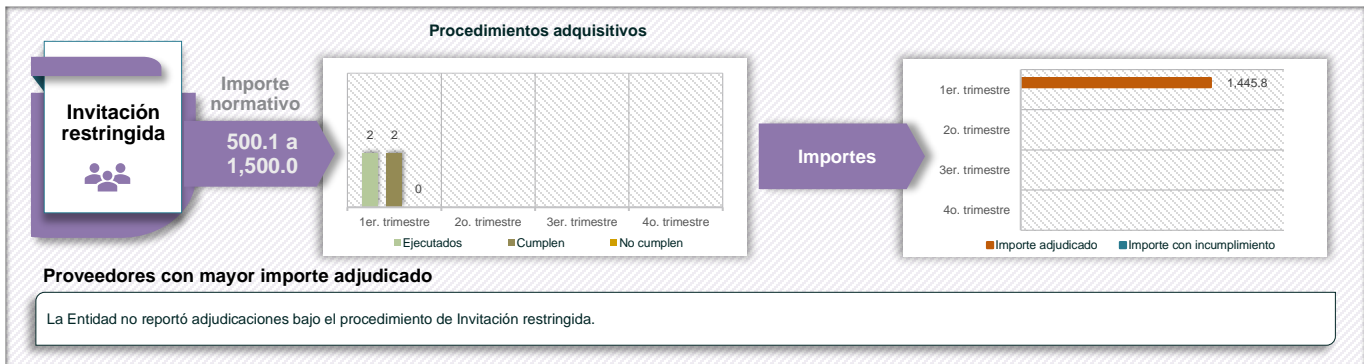 Procedimientos adquisitivos
Invitación
restringida
Importe
normativo
500.1 a
1,500.0
2
2
0
1er. trimestre
2o. trimestre
3er. trimestre
4o. trimestre
Ejecutados
Cumplen
No cumplen
Importes
1er. trimestre
1,445.8
2o. trimestre
3er. trimestre
4o. trimestre
Importe adjudicado
Importe con incumplimiento
Proveedores con mayor importe adjudicado
La Entidad no reportó adjudicaciones bajo el procedimiento de Invitación restringida.